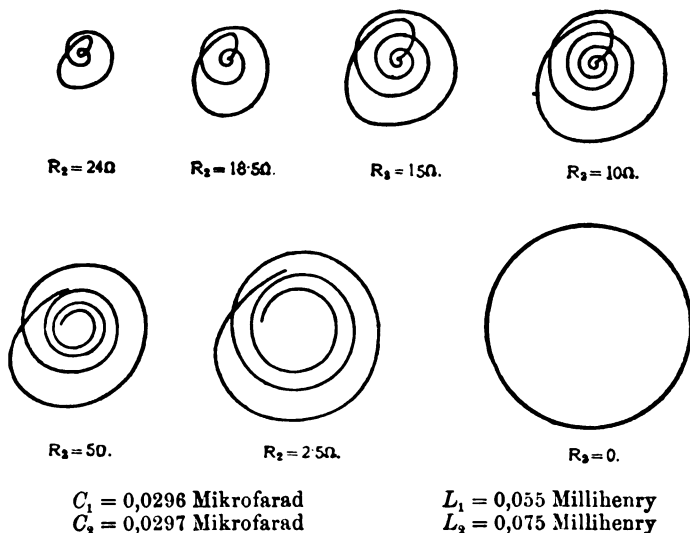 R₂ = 24Ω R₂ = 18·5Ω. R₂ = 15Ω. R₂ = 10Ω.
R₂ = 5Ω. R₂ = 2·5Ω. R₂ = 0.
C₁ = 0,0296 Mikrofarad L₁ = 0,055 Millihenry
C₂ = 0,0297 Mikrofarad L₂ = 0,075 Millihenry